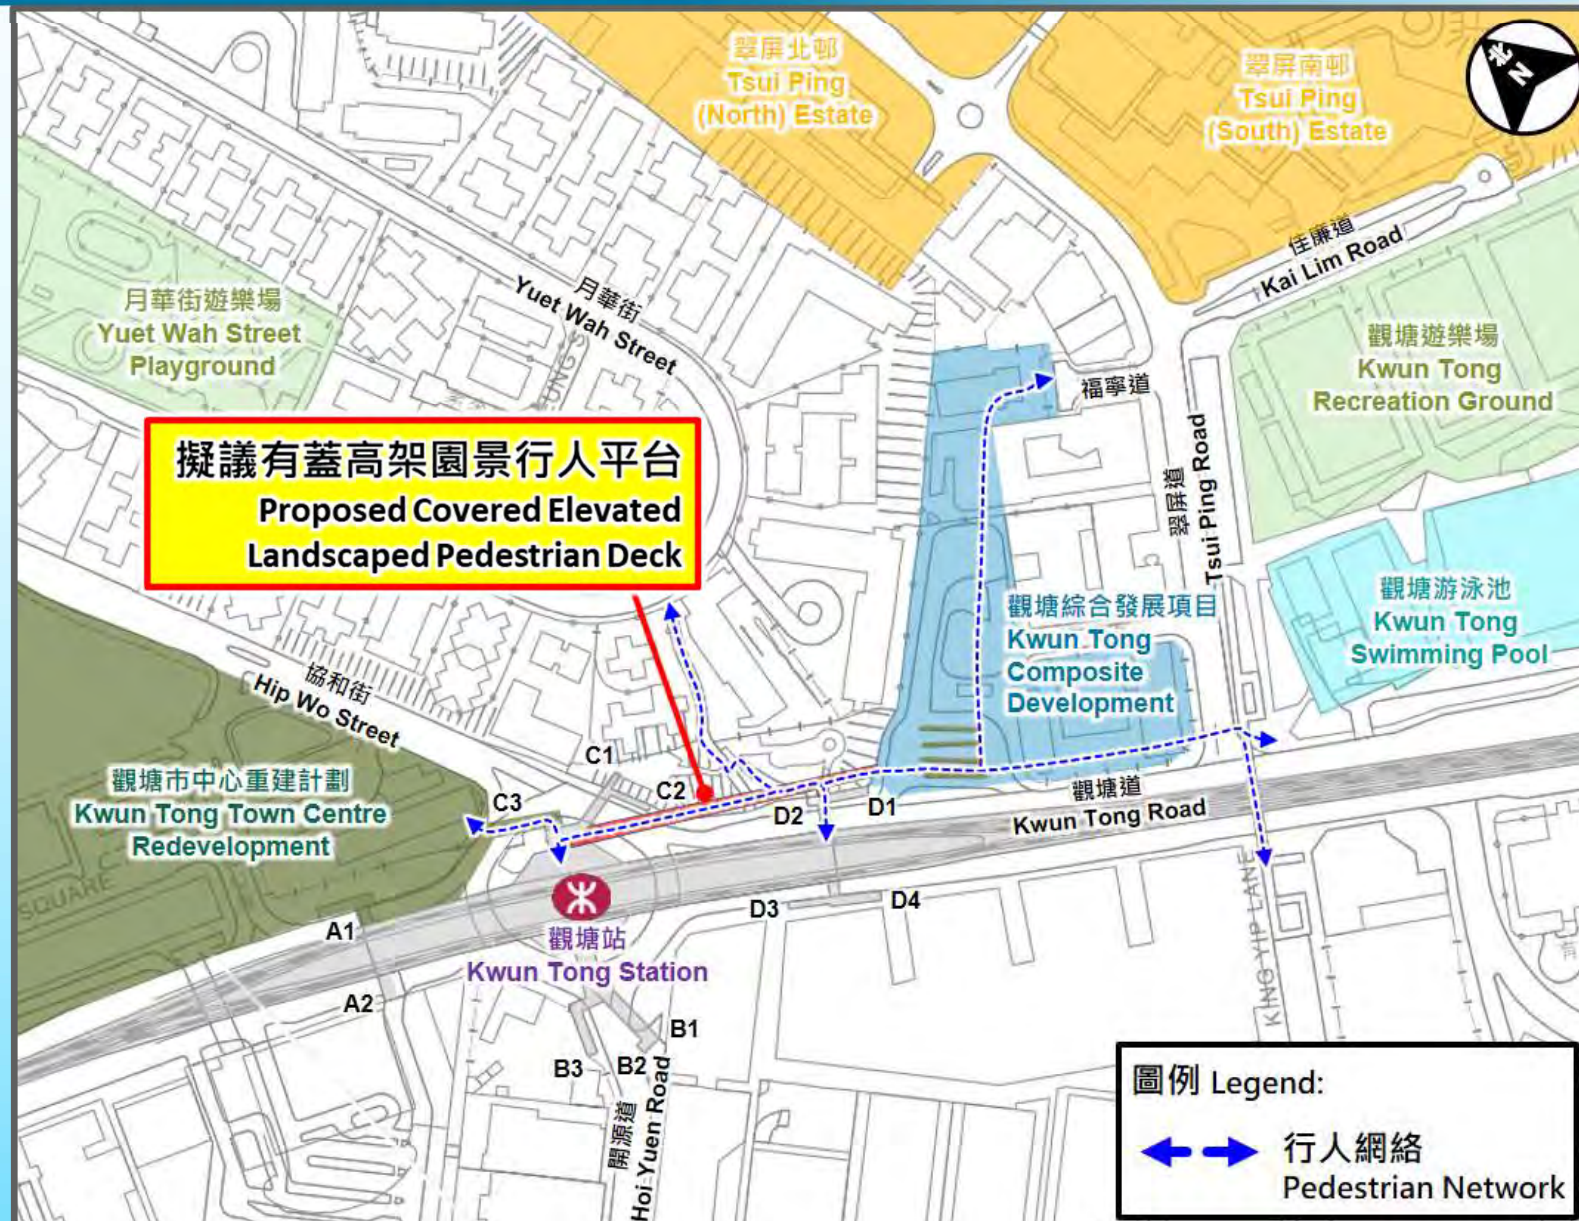 翠屏北邨
Tsui Ping
(North) Estate
翠屏南邨
Tsui Ping
(South) Estate
北
N
佳廉道
Kai Lim Road
月華街遊樂場
Yuet Wah Street
Playground
月華街
Yuet Wah Street
觀塘遊樂場
Kwun Tong
Recreation Ground
福寧道
擬議有蓋高架園景行人平台
Proposed Covered Elevated
Landscaped Pedestrian Deck
翠屏道
Tsui Ping Road
觀塘綜合發展項目
Kwun Tong
Composite
Development
觀塘游泳池
Kwun Tong
Swimming Pool
協和街
Hip Wo Street
觀塘市中心重建計劃
Kwun Tong Town Centre
Redevelopment
C1
C2
C3
D2
D1
觀塘道
Kwun Tong Road
SQUARE
A1
A2
觀塘站
Kwun Tong Station
D3
D4
KING YIP LANE
B1
B2
B3
開源道
Hoi Yuen Road
圖例 Legend:
行人網絡
Pedestrian Network